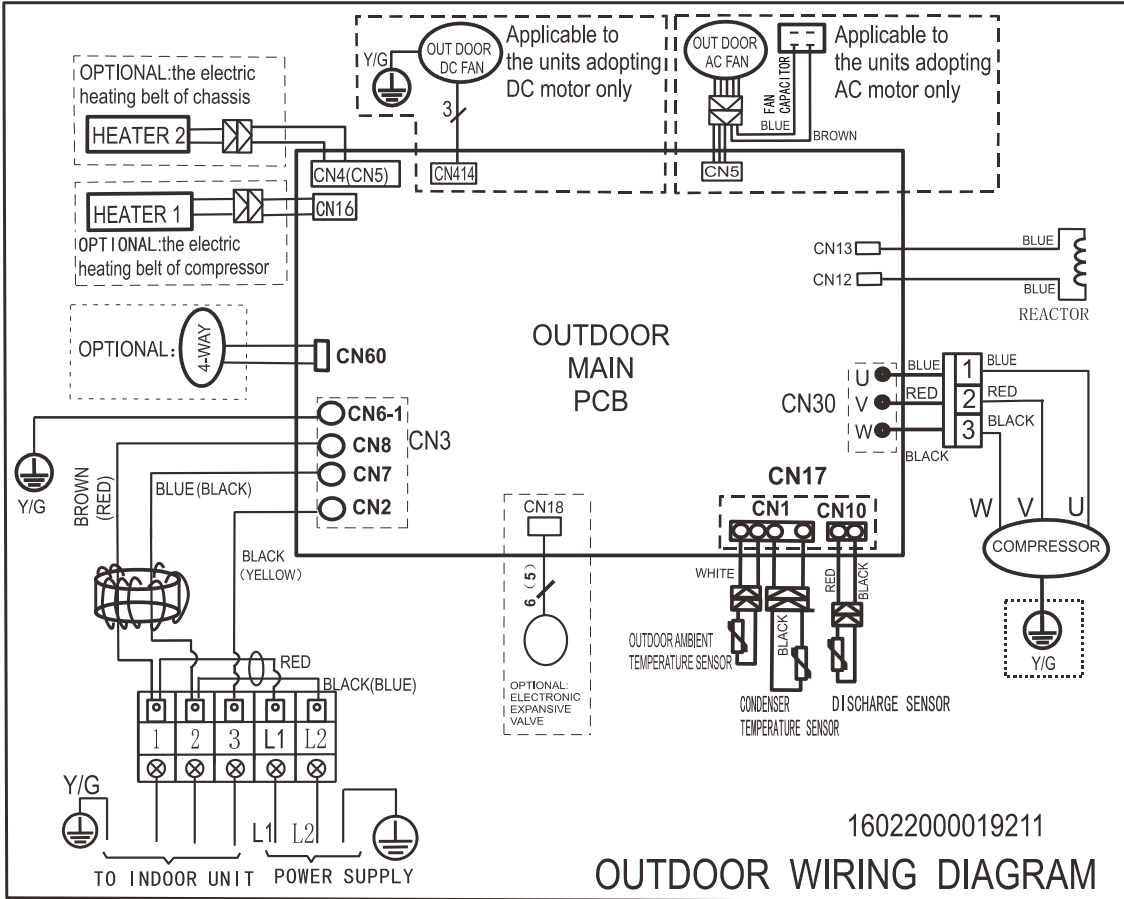 OPTIONAL:the electric
heating belt of chassis
HEATER 2
HEATER 1
OPTIONAL:the electric
heating belt of compressor
CN4(CN5)
CN16
Y/G
OUT DOOR
DC FAN
3
CN414
Applicable to
the units adopting
DC motor only
OUT DOOR
AC FAN
FAN
CAPACITOR
BLUE
BROWN
CN5
Applicable to
the units adopting
AC motor only
CN13
CN12
BLUE
BLUE
REACTOR
OPTIONAL:
4-WAY
CN60
OUTDOOR
MAIN
PCB
CN6-1
CN8
CN7
CN2
CN3
Y/G
BROWN
(RED)
BLUE(BLACK)
BLACK
(YELLOW)
CN30
U
V
W
BLUE
RED
BLACK
1
2
3
BLUE
RED
BLACK
W
V
U
COMPRESSOR
Y/G
CN18
6 (5)
OPTIONAL:
ELECTRONIC
EXPANSIVE
VALVE
CN17
CN1
CN10
WHITE
BLACK
RED
BLACK
OUTDOOR AMBIENT
TEMPERATURE SENSOR
CONDENSER
TEMPERATURE SENSOR
DISCHARGE SENSOR
RED
BLACK(BLUE)
1
2
3
L1
L2
Y/G
L1
L2
TO INDOOR UNIT
POWER SUPPLY
16022000019211
OUTDOOR WIRING DIAGRAM